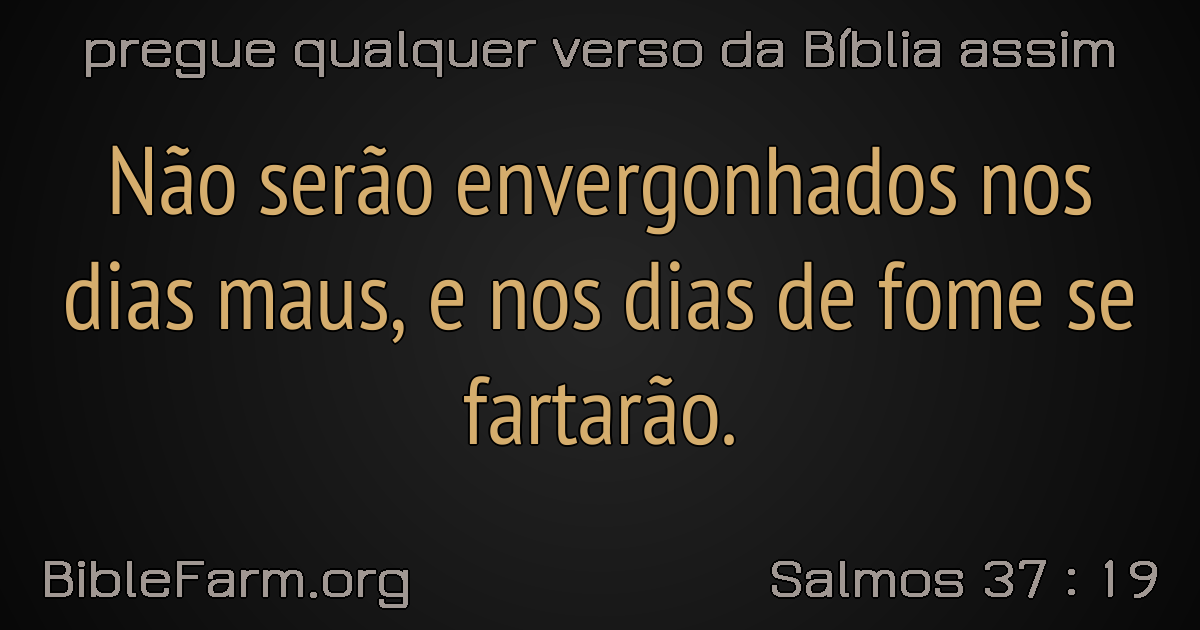 pregue qualquer verso da Bíblia assim
Não serão envergonhados nos
dias maus, e nos dias de fome se
fartarão.
BibleFarm.org
Salmos 37 : 19